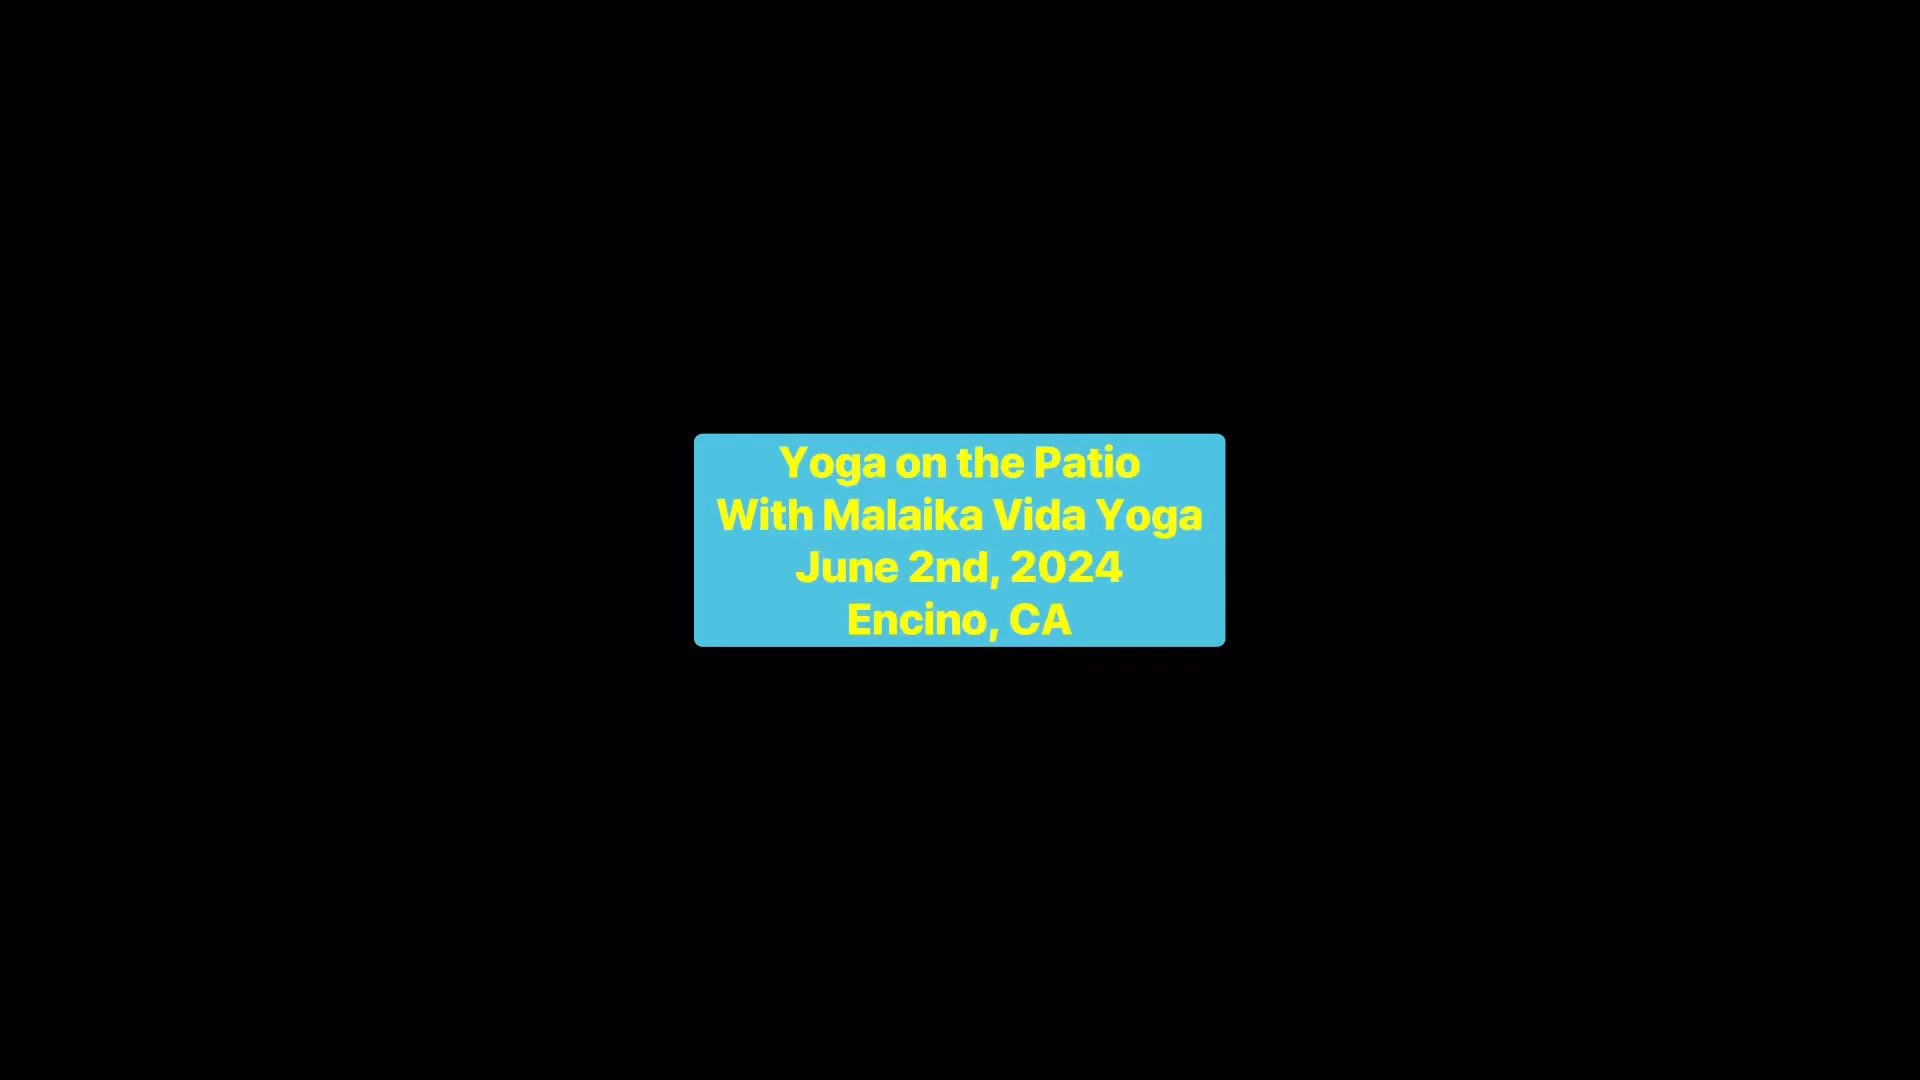 Yoga on the Patio
With Malaika Vida Yoga
June 2nd, 2024
Encino, CA